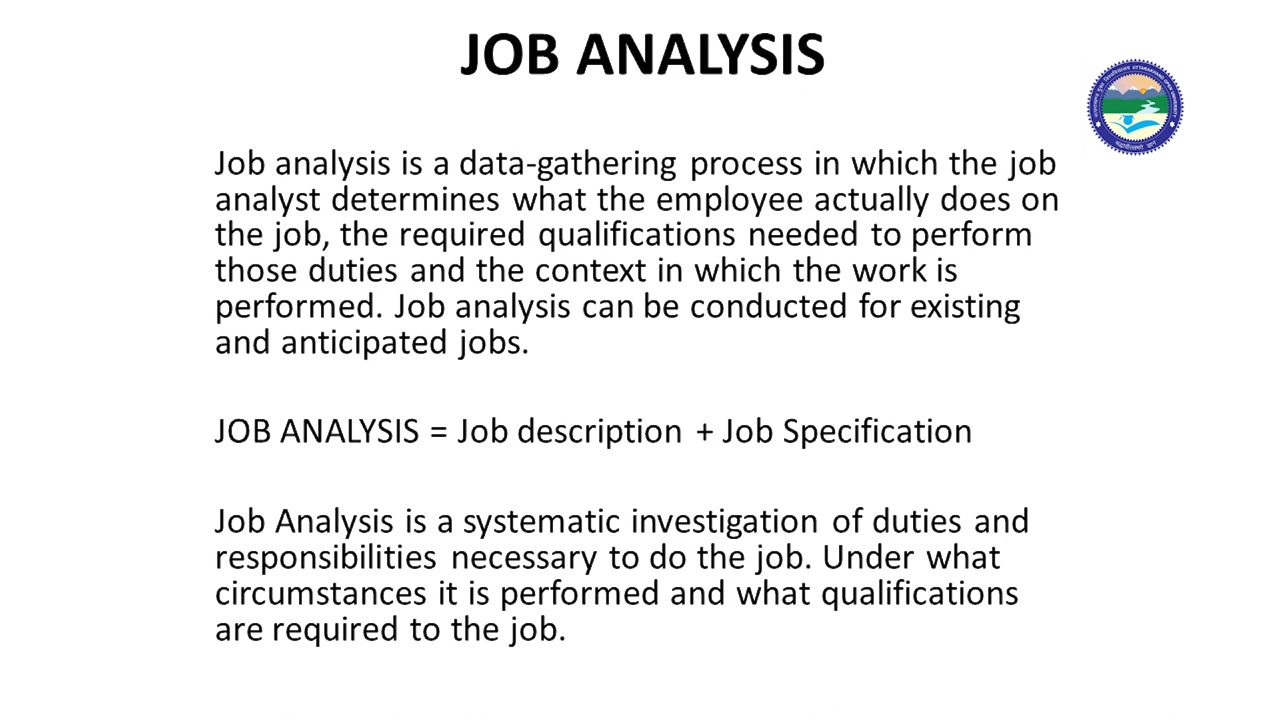 JOB ANALYSIS
UTTARAKHAND OPEN UNIVERSITY
Job analysis is a data-gathering process in which the job
analyst determines what the employee actually does on
the job, the required qualifications needed to perform
those duties and the context in which the work is
performed. Job analysis can be conducted for existing
and anticipated jobs.
JOB ANALYSIS = Job description + Job Specification
Job Analysis is a systematic investigation of duties and
responsibilities necessary to do the job. Under what
circumstances it is performed and what qualifications
are required to the job.